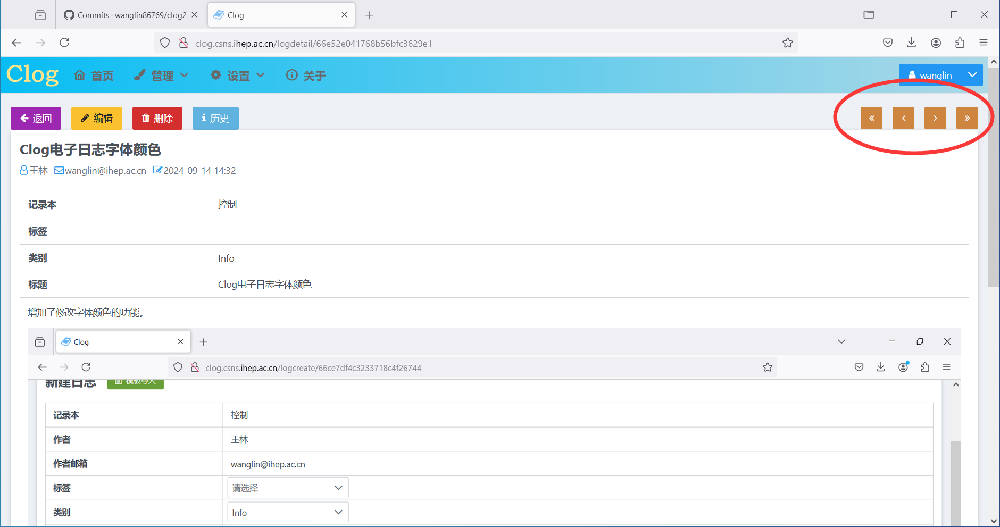 Commits · wanglin86769/clog2
Clog
clog.csns.ihep.ac.cn/logdetail/66e52e041768b56bfc3629e1
Clog 首页 管理 设置 关于 wanglin
返回 编辑 删除 历史
Clog电子日志字体颜色
王林 wanglin@ihep.ac.cn 2024-09-14 14:32
记录本 控制
标签
类别 Info
标题 Clog电子日志字体颜色
增加了修改字体颜色的功能。
Clog
clog.csns.ihep.ac.cn/logcreate/66ce7df4c3233718c4f26744
新建日志 模板导入
记录本 控制
作者 王林
作者邮箱 wanglin@ihep.ac.cn
标签 请选择
类别 Info